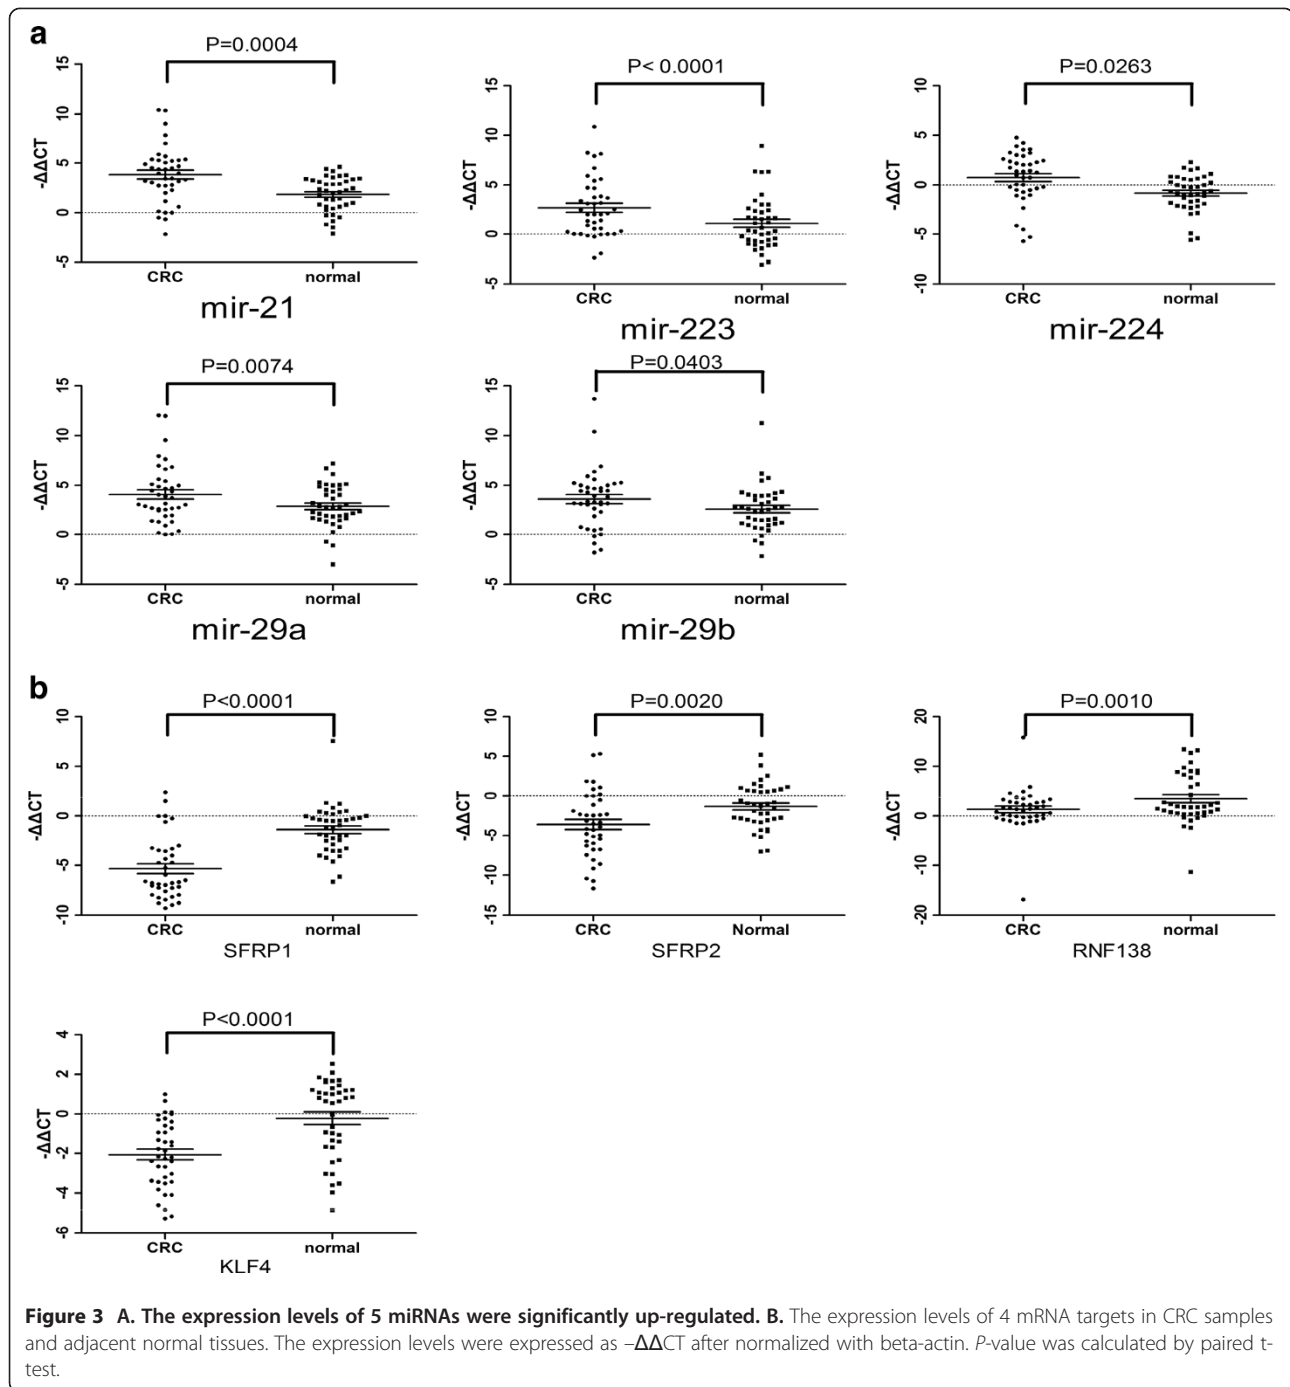 a
P=0.0004
15
10
5
0
-5
-ΔΔCT
CRC
normal
mir-21
P< 0.0001
15
10
5
0
-5
-ΔΔCT
CRC
normal
mir-223
P=0.0263
10
5
0
-5
-10
-ΔΔCT
CRC
normal
mir-224
P=0.0074
15
10
5
0
-5
-ΔΔCT
CRC
normal
mir-29a
P=0.0403
15
10
5
0
-5
-ΔΔCT
CRC
normal
mir-29b
b
P<0.0001
10
5
0
-5
-10
-ΔΔCT
CRC
normal
SFRP1
P=0.0020
10
5
0
-5
-10
-15
-ΔΔCT
CRC
Normal
SFRP2
P=0.0010
20
10
0
-10
-20
-ΔΔCT
CRC
normal
RNF138
P<0.0001
4
2
0
-2
-4
-6
-ΔΔCT
CRC
normal
KLF4
Figure 3 A. The expression levels of 5 miRNAs were significantly up-regulated. B. The expression levels of 4 mRNA targets in CRC samples
and adjacent normal tissues. The expression levels were expressed as –ΔΔCT after normalized with beta-actin. P-value was calculated by paired t-
test.